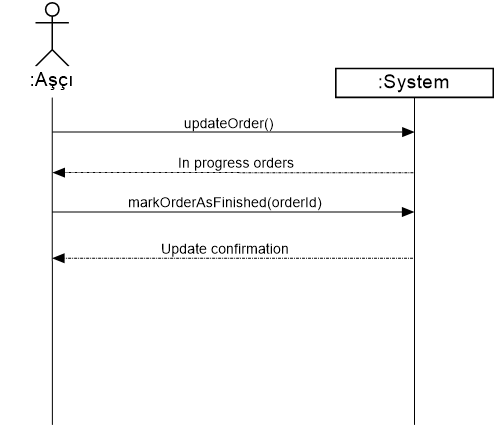 :Aşçı
:System
updateOrder()
In progress orders
markOrderAsFinished(orderId)
Update confirmation